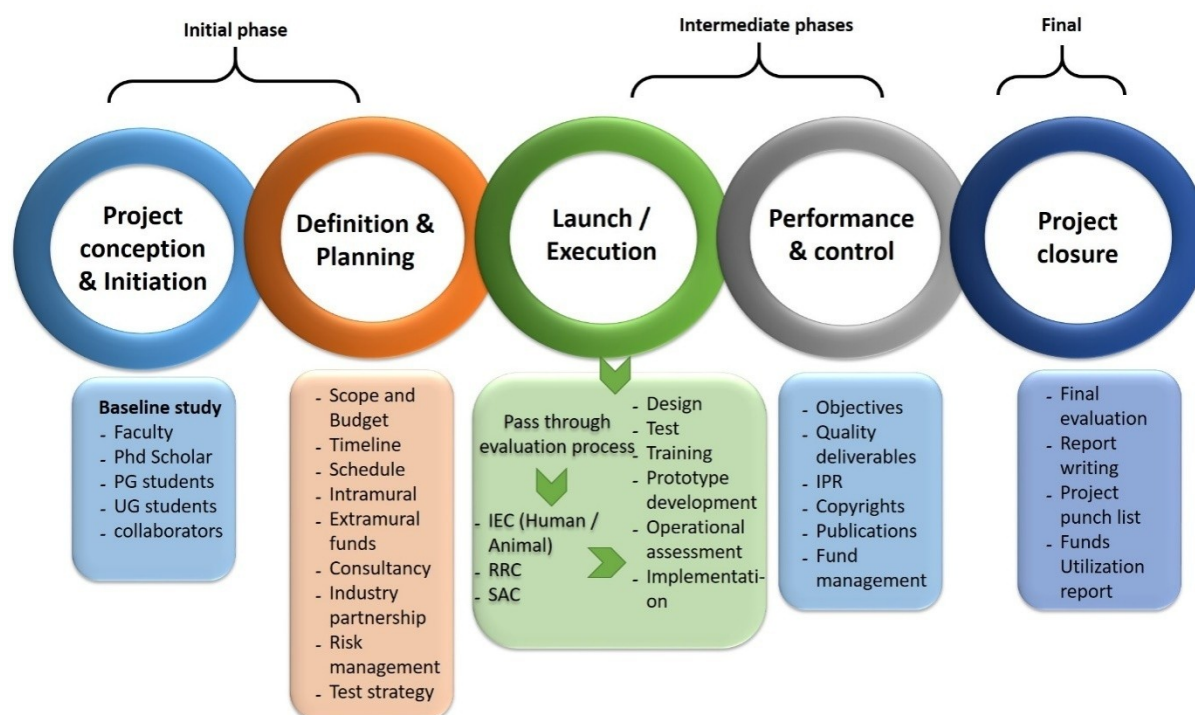 Initial phase
Intermediate phases
Final
Project
conception
& Initiation
Definition &
Planning
Launch /
Execution
Performance
& control
Project
closure
Baseline study
- Faculty
- Phd Scholar
- PG students
- UG students
- collaborators
- Scope and
Budget
- Timeline
- Schedule
- Intramural
- Extramural
funds
- Consultancy
- Industry
partnership
- Risk
management
- Test strategy
Pass through
evaluation process
- IEC (Human /
Animal)
- RRC
- SAC
- Design
- Test
- Training
- Prototype
development
- Operational
assessment
- Implementati-
on
- Objectives
- Quality
deliverables
- IPR
- Copyrights
- Publications
- Fund
management
- Final
evaluation
- Report
writing
- Project
punch list
- Funds
Utilization
report